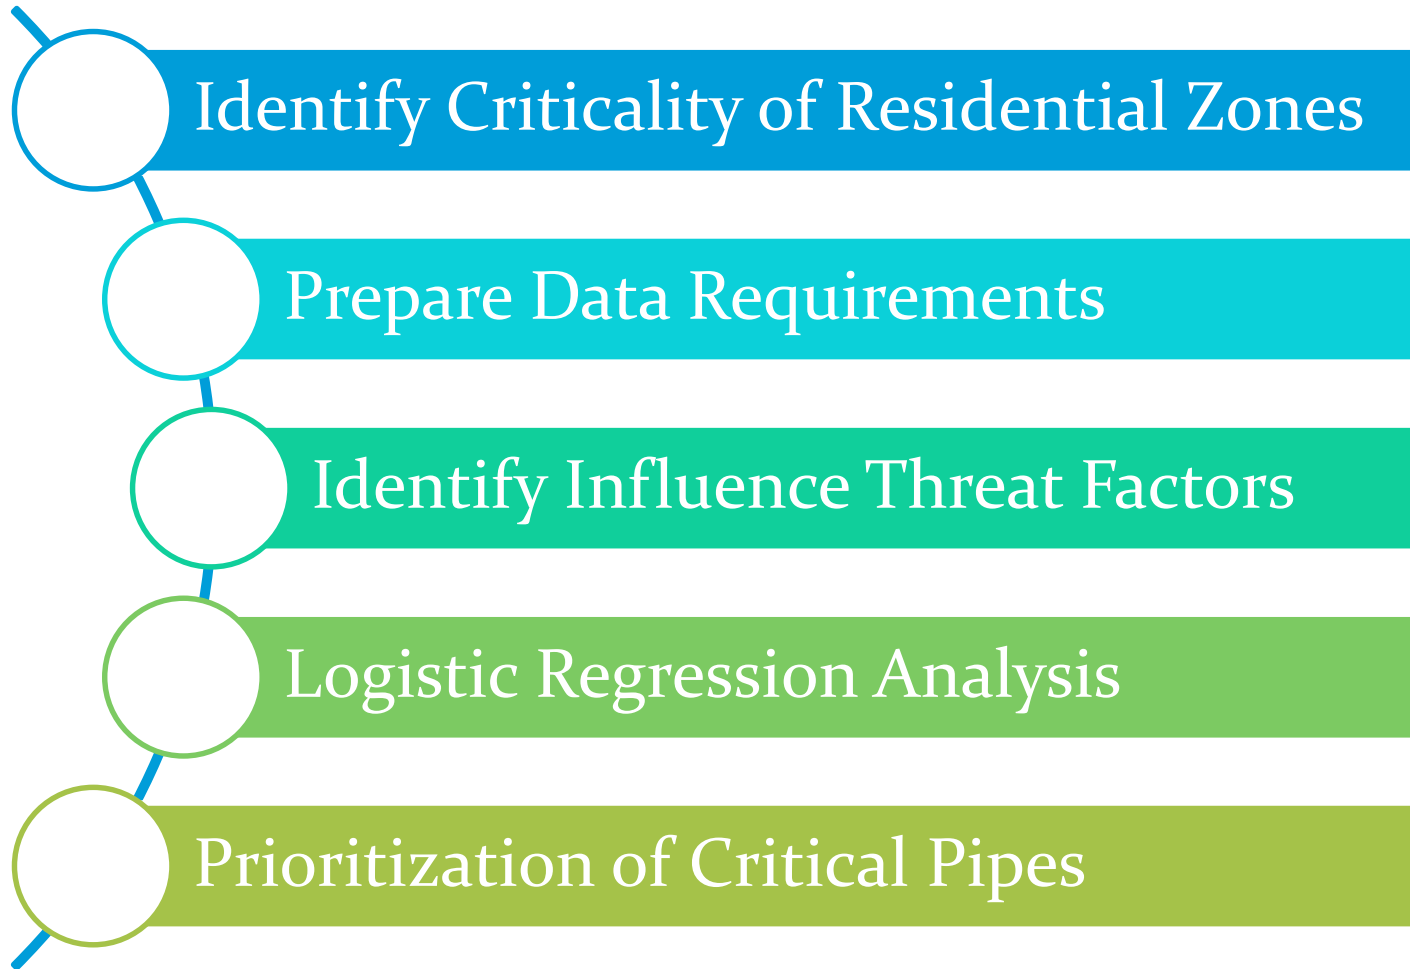 Identify Criticality of Residential Zones
Prepare Data Requirements
Identify Influence Threat Factors
Logistic Regression Analysis
Prioritization of Critical Pipes